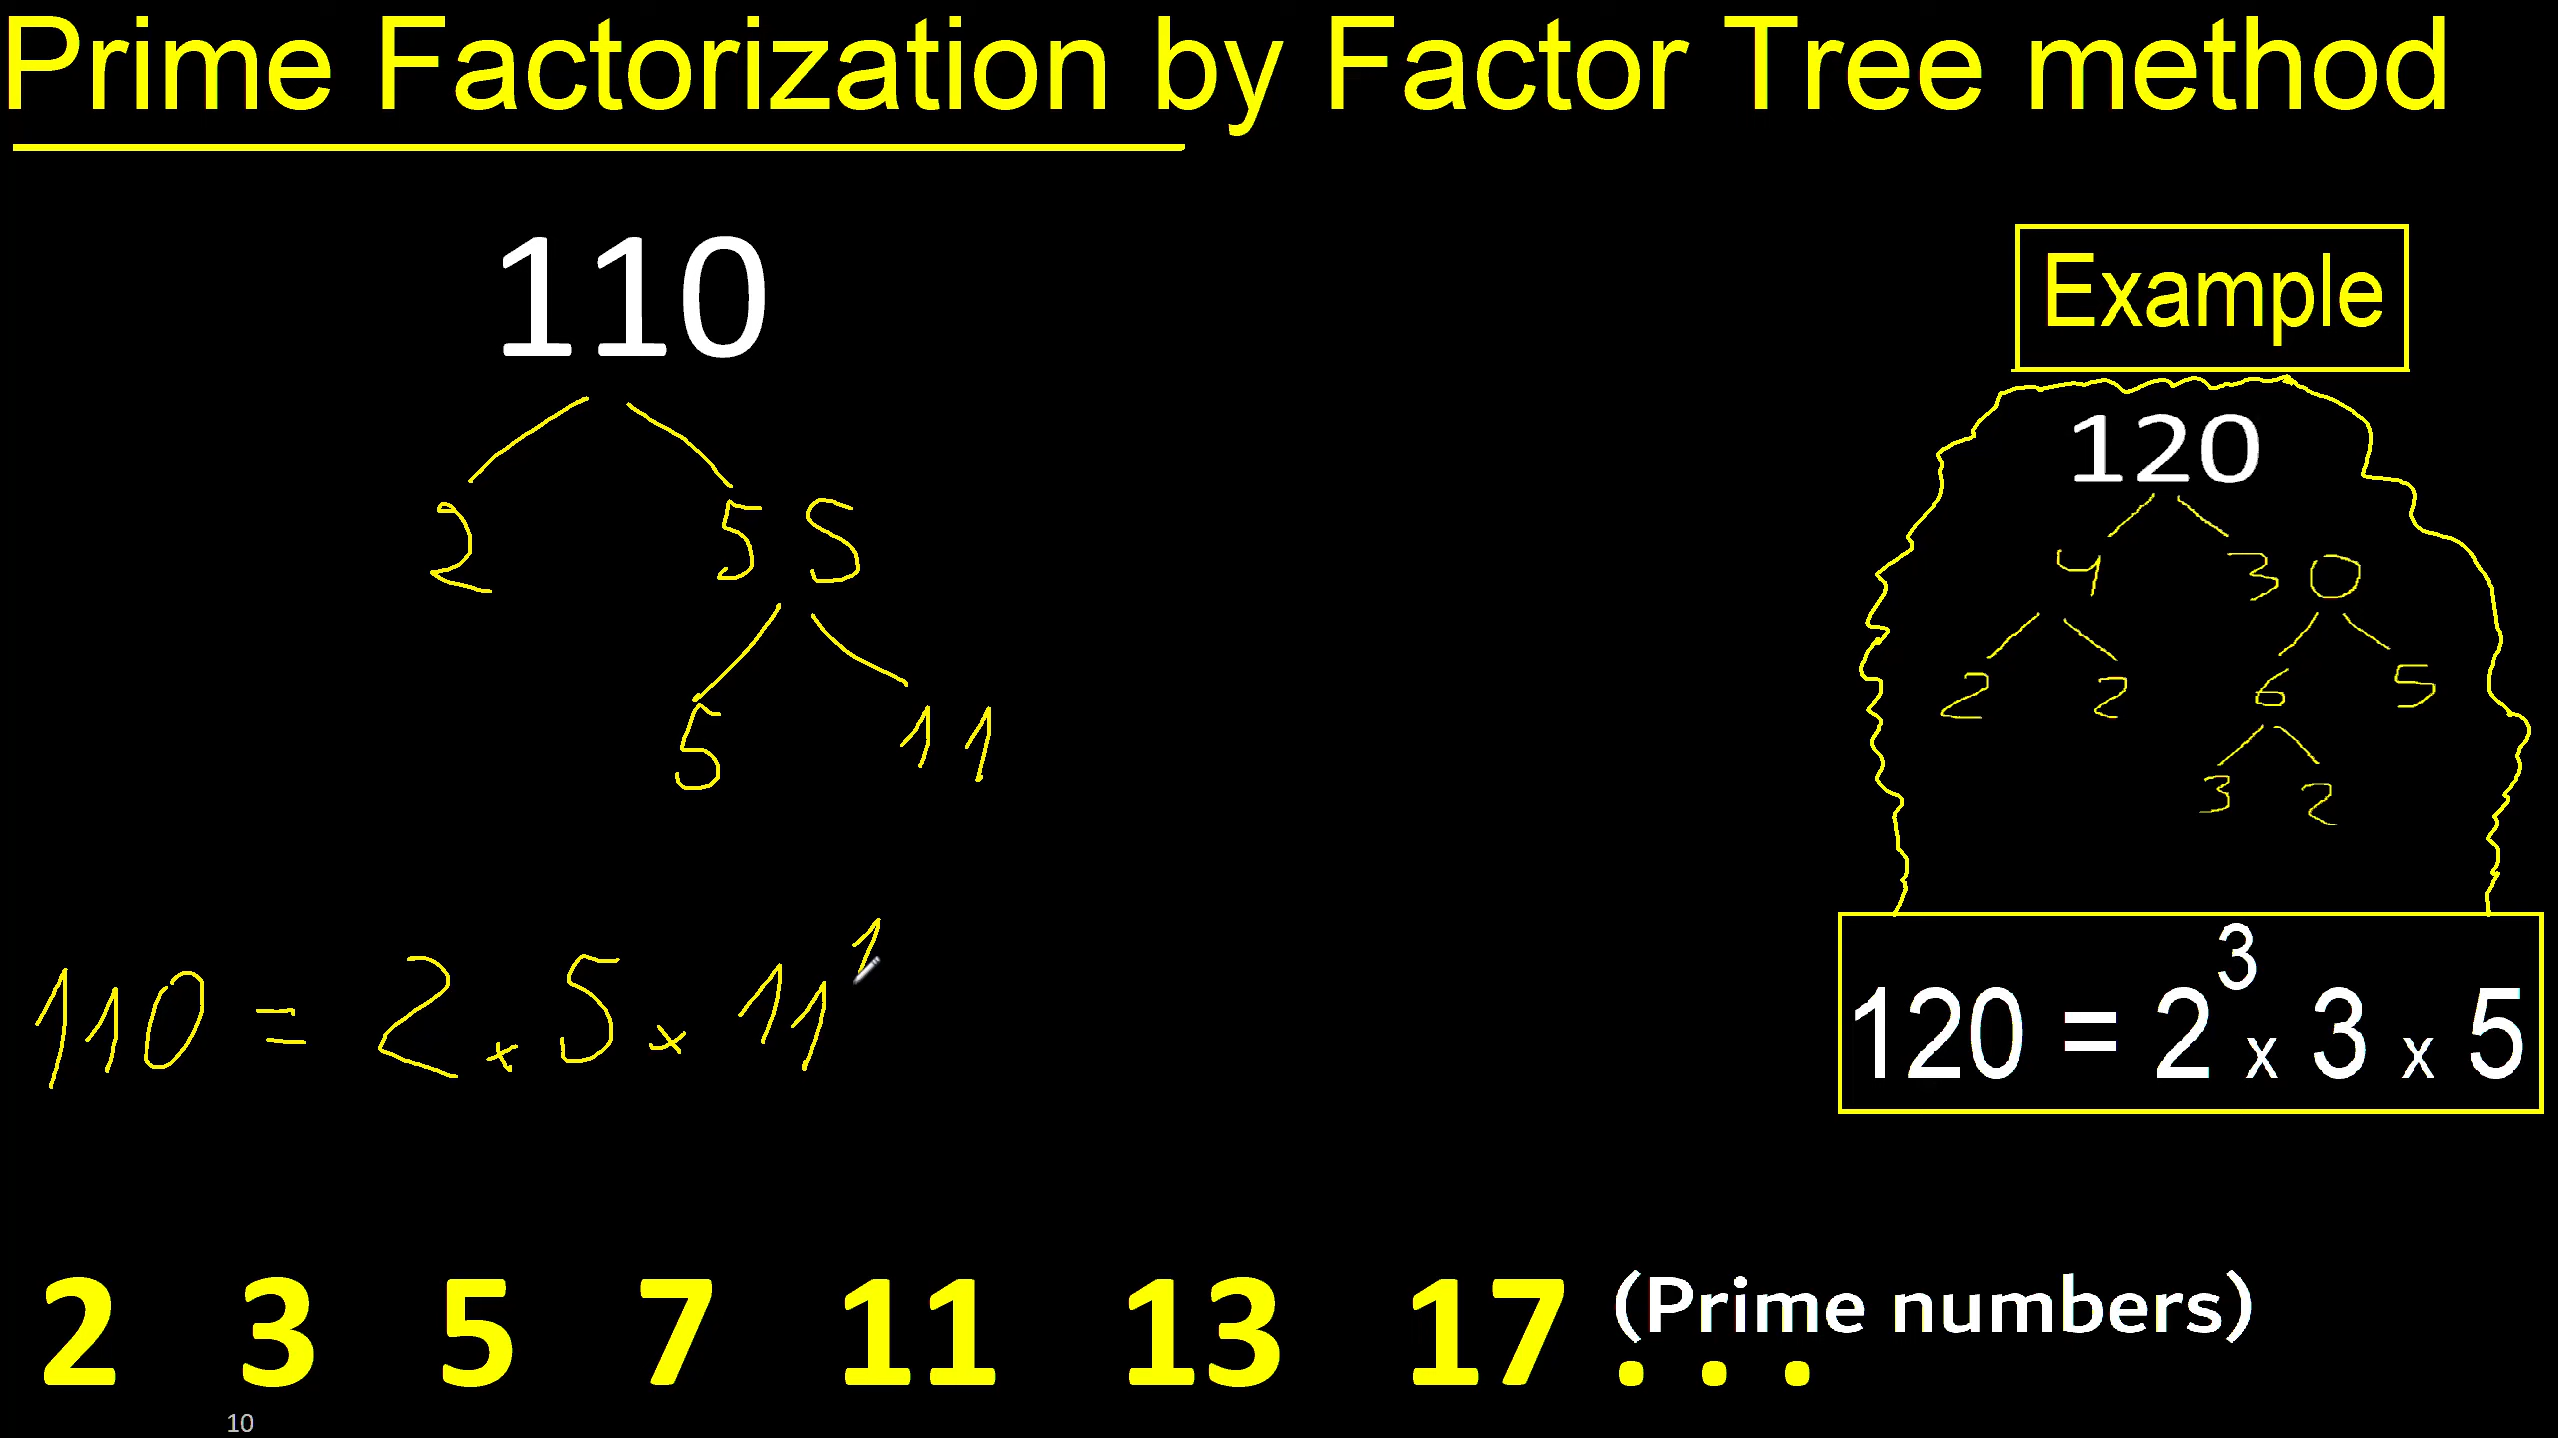 Prime Factorization by Factor Tree method
110
2 55
5 11
110 = 2 x 5 x 11¹
Example
120
4 30
2 2 6 5
3 2
120 = 2³ x 3 x 5
2 3 5 7 11 13 17 ... (Prime numbers)
10